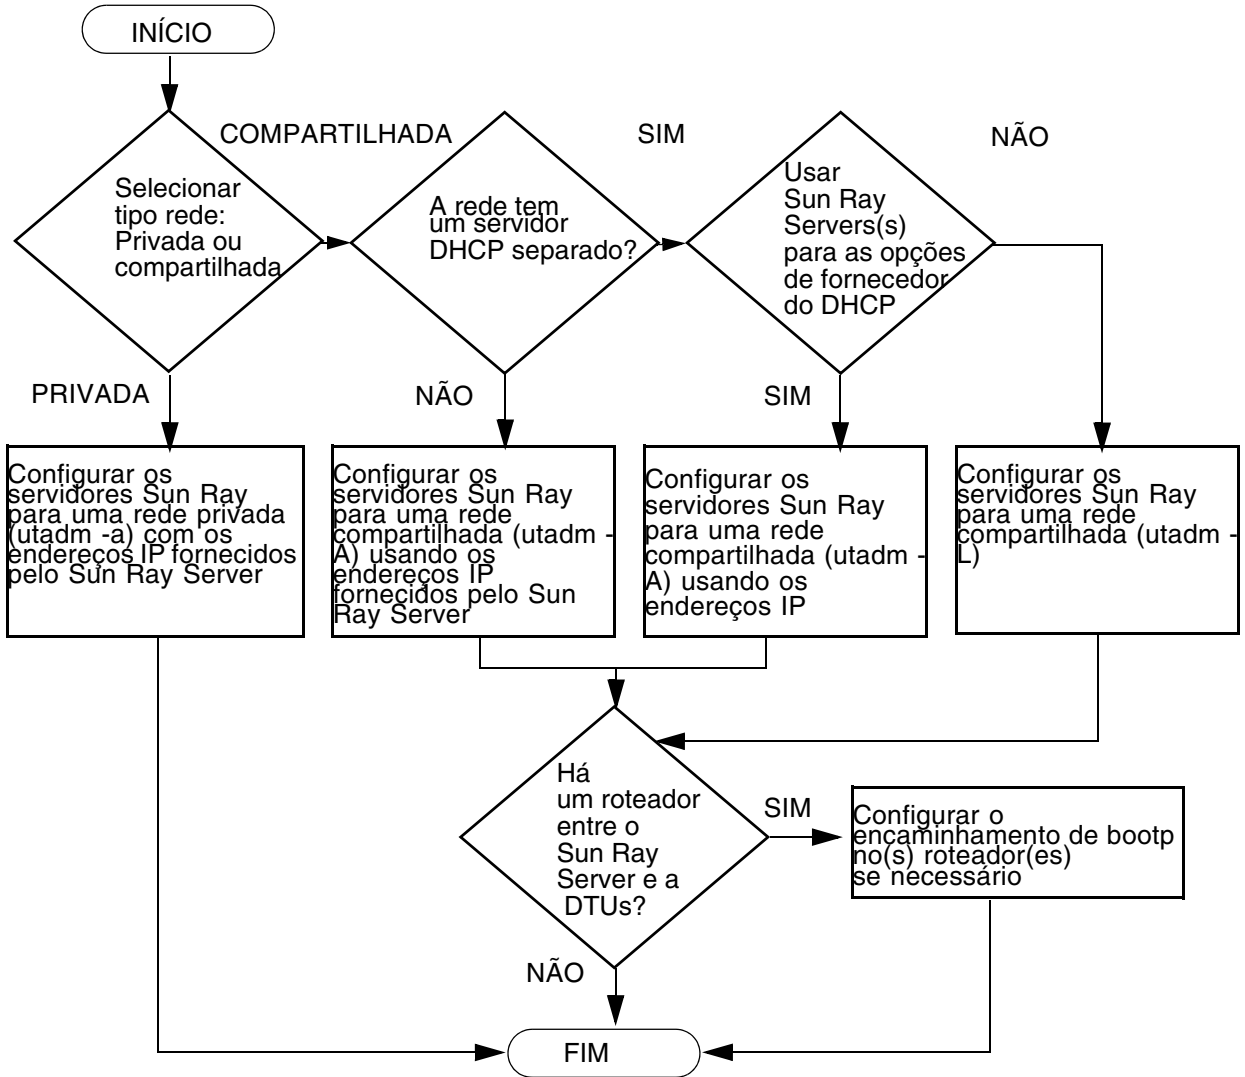 INÍCIO
COMPARTILHADA
SIM
NÃO
Selecionar
tipo rede:
Privada ou
compartilhada
A rede tem
um servidor
DHCP separado?
Usar
Sun Ray
Servers(s)
para as opções
de fornecedor
do DHCP
PRIVADA
NÃO
SIM
Configurar os
servidores Sun Ray
para uma rede privada
(utadm -a) com os
endereços IP fornecidos
pelo Sun Ray Server
Configurar os
servidores Sun Ray
para uma rede
compartilhada (utadm -
A) usando os
endereços IP
fornecidos pelo Sun
Ray Server
Configurar os
servidores Sun Ray
para uma rede
compartilhada (utadm -
A) usando os
endereços IP
Configurar os
servidores Sun Ray
para uma rede
compartilhada (utadm -
L)
Há
um roteador
entre o
Sun Ray
Server e a
DTUs?
SIM
Configurar o
encaminhamento de bootp
no(s) roteador(es)
se necessário
NÃO
FIM